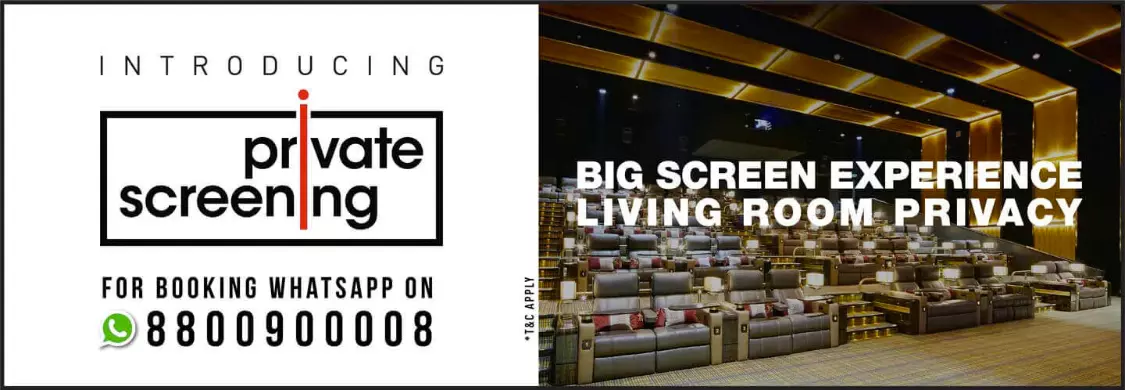 INTRODUCING
private
screening
FOR BOOKING WHATSAPP ON
8800900008
*T&C APPLY
BIG SCREEN EXPERIENCE
LIVING ROOM PRIVACY